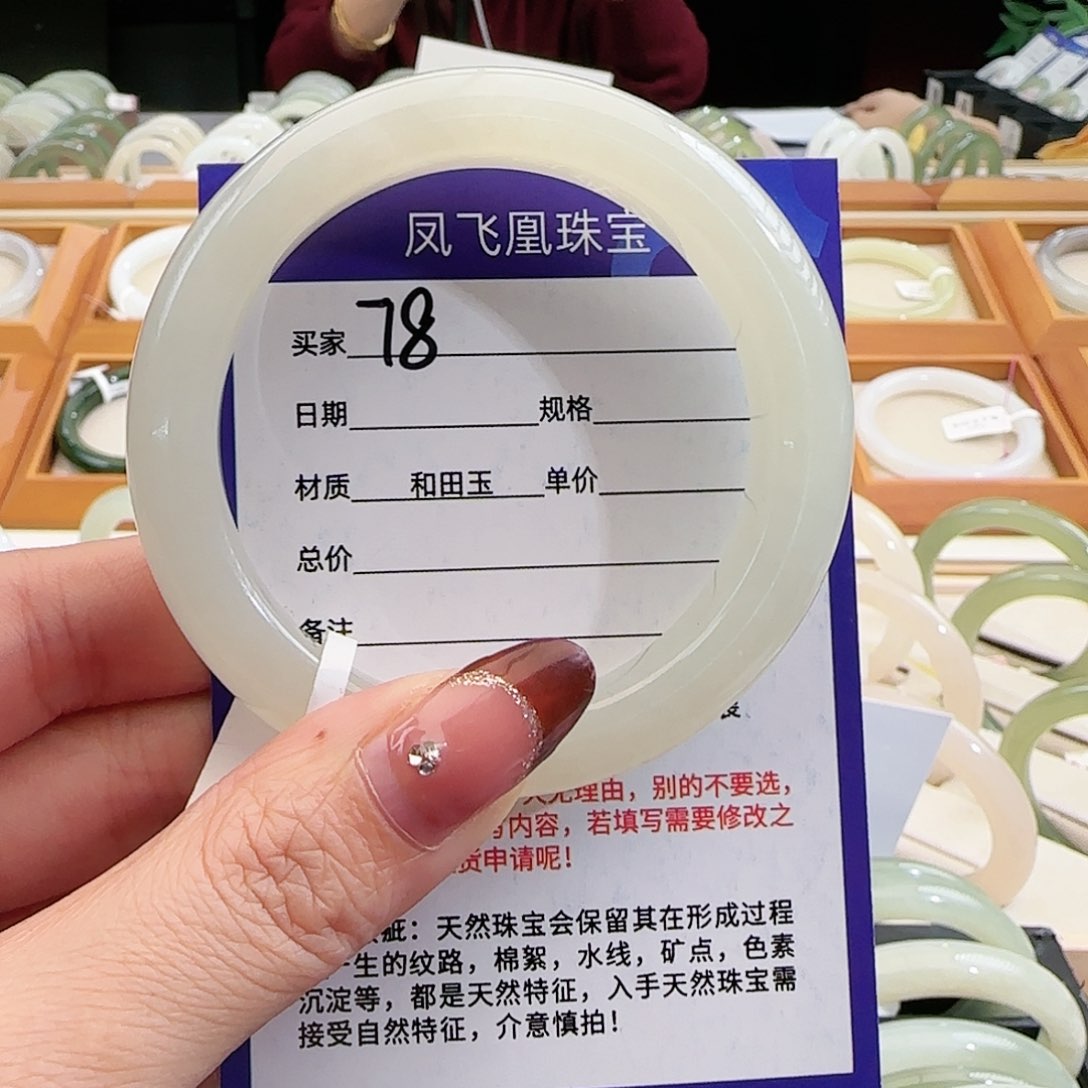 凤飞凰珠宝
买家 78
日期 规格
材质 和田玉 单价
总价
备注
无理由，别的不要选，
内容，若填写需要修改之
货申请呢！
：天然珠宝会保留其在形成过程
生的纹路，棉絮，水线，矿点，色素
沉淀等，都是天然特征，入手天然珠宝需
接受自然特征，介意慎拍！